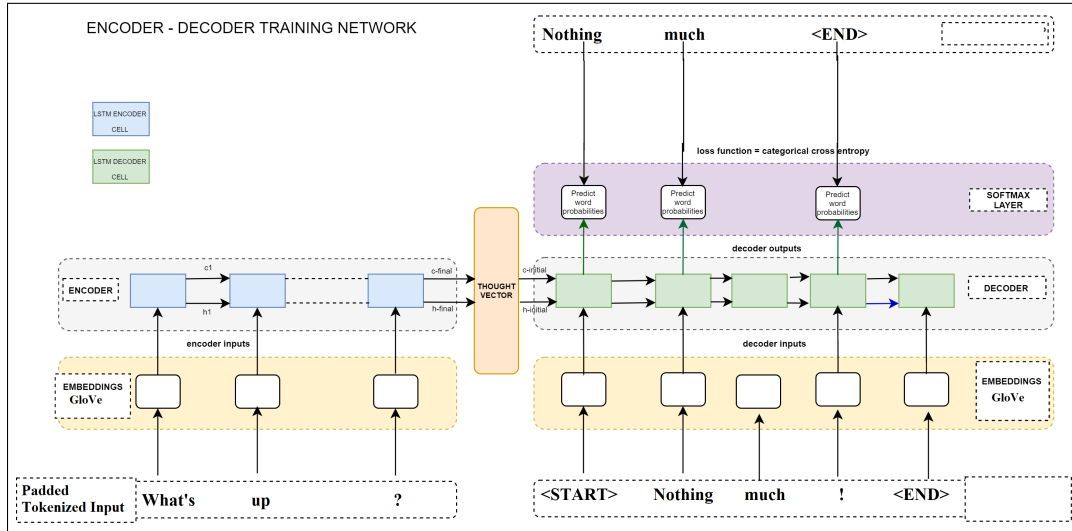 ENCODER - DECODER TRAINING NETWORK
Nothing much <END>
LSTM ENCODER
CELL
LSTM DECODER
CELL
loss function = categorical cross entropy
Predict
word
probabilities
Predict
word
probabilities
Predict
word
probabilities
SOFTMAX
LAYER
decoder outputs
ENCODER
c1
h1
c-final
h-final
THOUGHT
VECTOR
c-initial
h-initial
DECODER
encoder inputs
decoder inputs
EMBEDDINGS
GloVe
EMBEDDINGS
GloVe
Padded
Tokenized Input
What's up ?
<START> Nothing much ! <END>